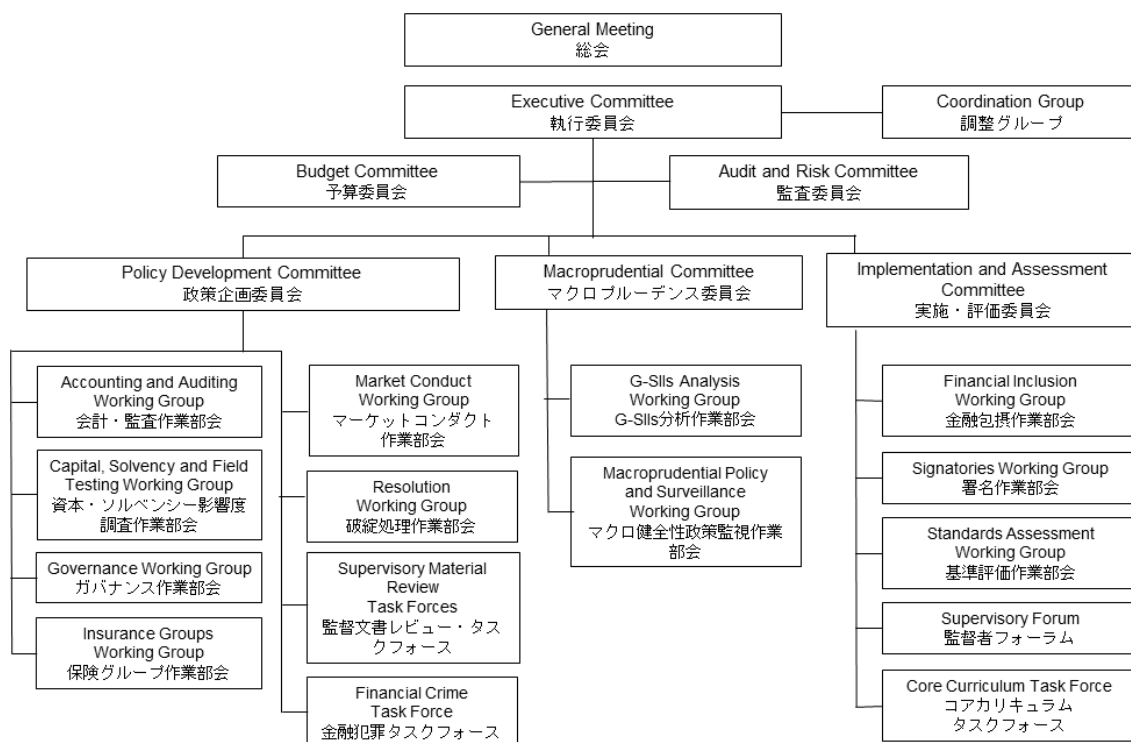 General Meeting
総会
Executive Committee
執行委員会
Coordination Group
調整グループ
Budget Committee
予算委員会
Audit and Risk Committee
監査委員会
Policy Development Committee
政策企画委員会
Macroprudential Committee
マクロプルーデンス委員会
Implementation and Assessment
Committee
実施・評価委員会
Accounting and Auditing
Working Group
会計・監査作業部会
Capital, Solvency and Field
Testing Working Group
資本・ソルベンシー影響度
調査作業部会
Governance Working Group
ガバナンス作業部会
Insurance Groups
Working Group
保険グループ作業部会
Market Conduct
Working Group
マーケットコンダクト
作業部会
Resolution
Working Group
破綻処理作業部会
Supervisory Material
Review
Task Forces
監督文書レビュー・タス
クフォース
Financial Crime
Task Force
金融犯罪タスクフォース
G-SIIs Analysis
Working Group
G-SIIs分析作業部会
Macroprudential Policy
and Surveillance
Working Group
マクロ健全性政策監視作業
部会
Financial Inclusion
Working Group
金融包摂作業部会
Signatories Working Group
署名作業部会
Standards Assessment
Working Group
基準評価作業部会
Supervisory Forum
監督者フォーラム
Core Curriculum Task Force
コアカリキュラム
タスクフォース